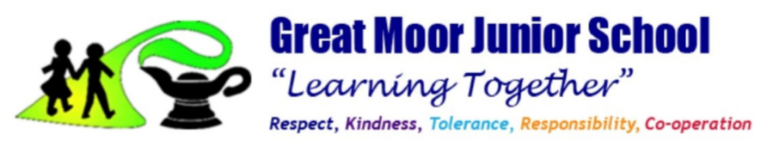 Great Moor Junior School
"Learning Together"
Respect, Kindness, Tolerance, Responsibility, Co-operation